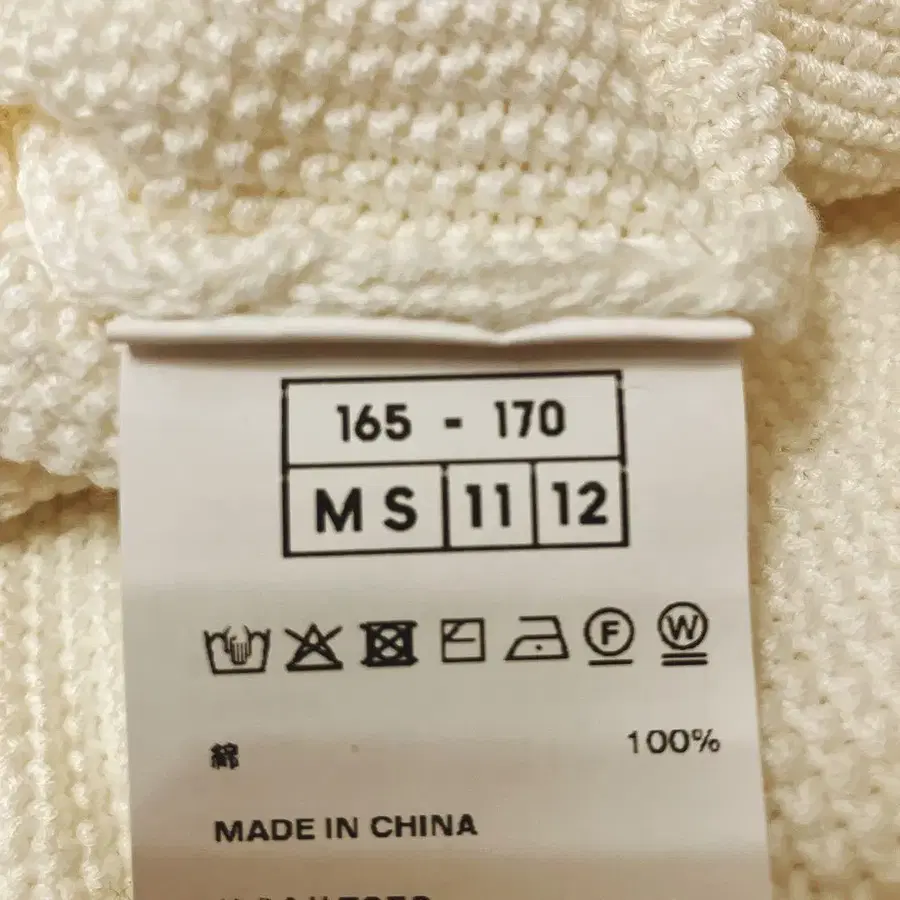 165 - 170
M S 11 12
F W
綿 100%
MADE IN CHINA